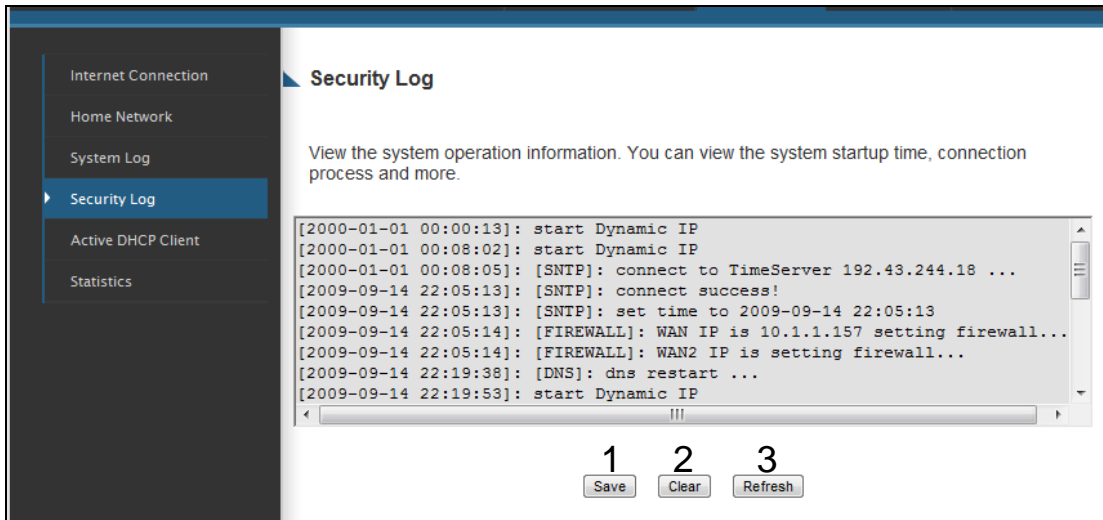 Internet Connection
Home Network
System Log
Security Log
Active DHCP Client
Statistics
Security Log
View the system operation information. You can view the system startup time, connection
process and more.
[2000-01-01 00:00:13]: start Dynamic IP
[2000-01-01 00:08:02]: start Dynamic IP
[2000-01-01 00:08:05]: [SNTP]: connect to TimeServer 192.43.244.18 ...
[2009-09-14 22:05:13]: [SNTP]: connect success!
[2009-09-14 22:05:13]: [SNTP]: set time to 2009-09-14 22:05:13
[2009-09-14 22:05:14]: [FIREWALL]: WAN IP is 10.1.1.157 setting firewall...
[2009-09-14 22:05:14]: [FIREWALL]: WAN2 IP is setting firewall...
[2009-09-14 22:19:38]: [DNS]: dns restart ...
[2009-09-14 22:19:53]: start Dynamic IP
1 2 3
Save Clear Refresh